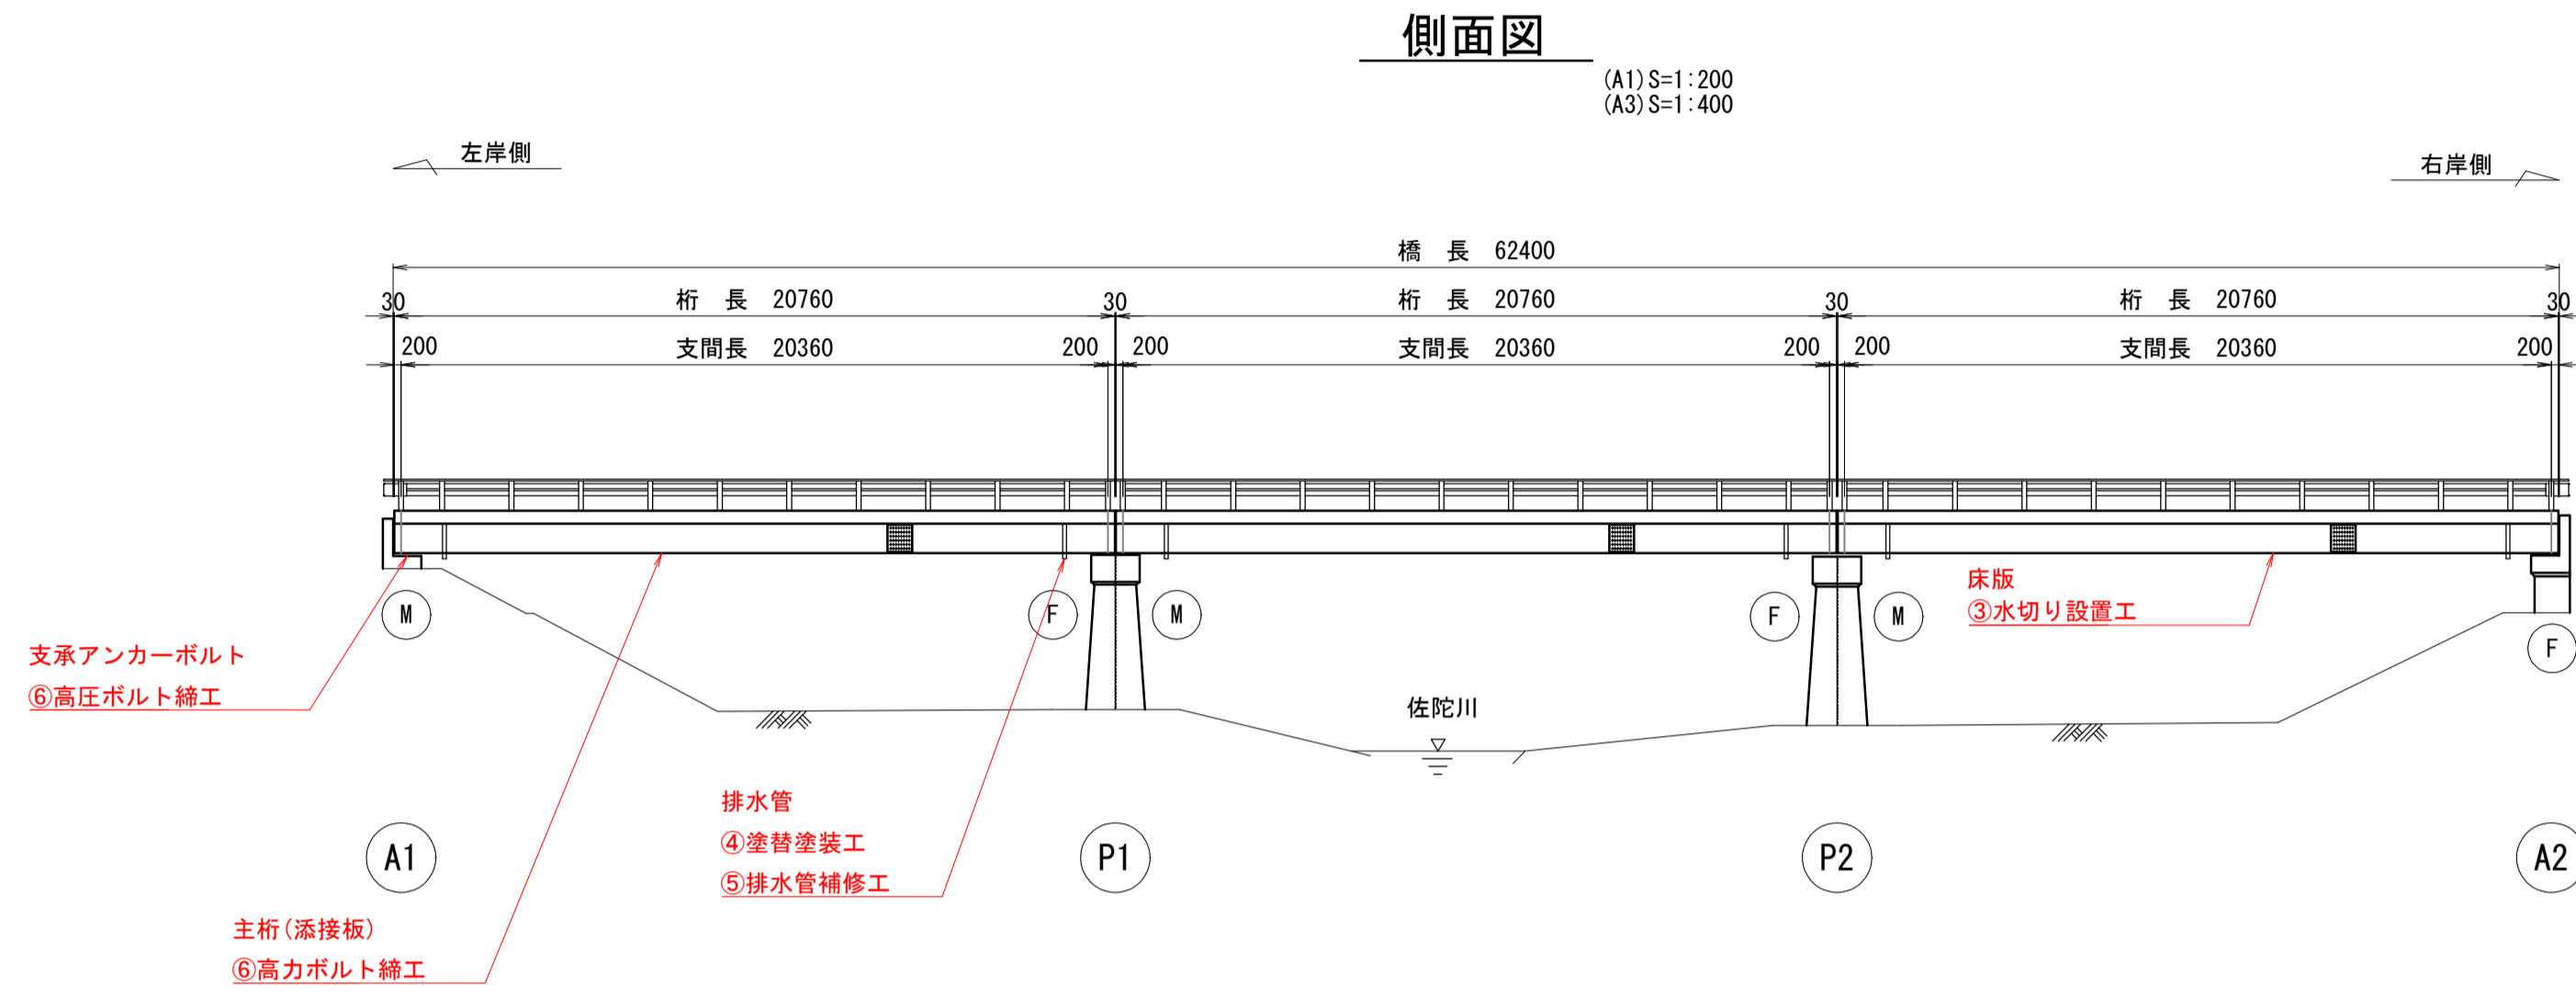 側面図
(A1) S=1:200
(A3) S=1:400
左岸側
右岸側
橋 長 62400
30 桁 長 20760 30 桁 長 20760 30 桁 長 20760 30
200 支間長 20360 200 200 支間長 20360 200 200 支間長 20360 200
M F M F M F
床版
③水切り設置工
支承アンカーボルト
⑥高圧ボルト締工
佐陀川
排水管
④塗替塗装工
⑤排水管補修工
A1 P1 P2 A2
主桁(添接板)
⑥高力ボルト締工